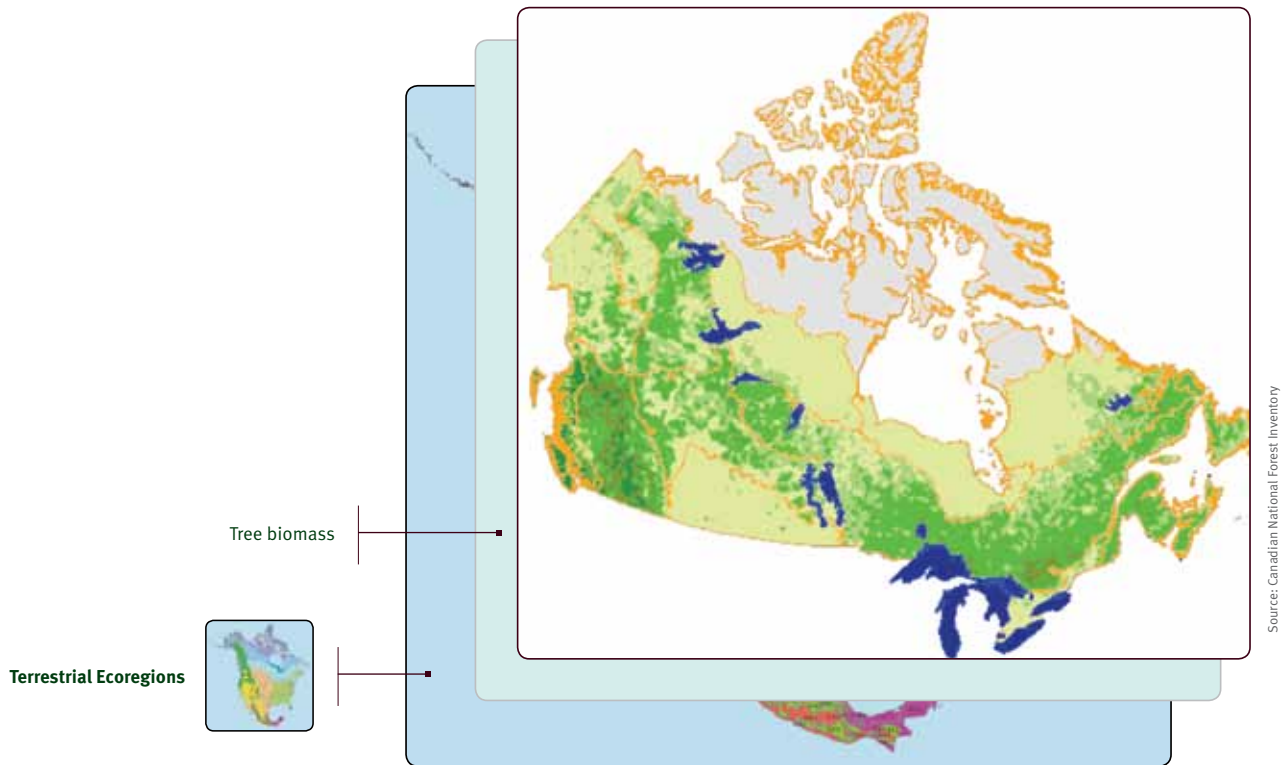 Tree biomass
Terrestrial Ecoregions
Source: Canadian National Forest Inventory